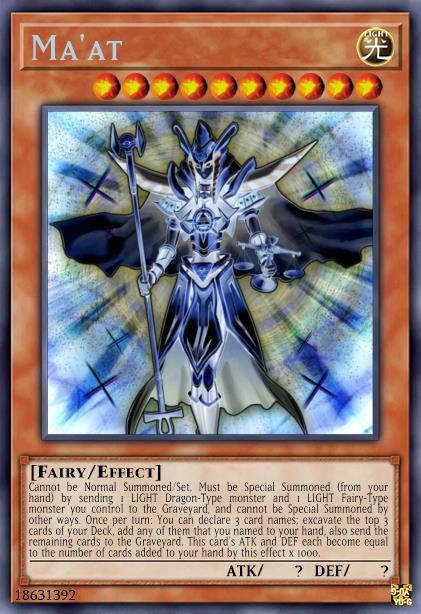 Ma'at
LIGHT
光
[Fairy/Effect]
Cannot be Normal Summoned/Set. Must be Special Summoned (from your
hand) by sending 1 LIGHT Dragon-Type monster and 1 LIGHT Fairy-Type
monster you control to the Graveyard, and cannot be Special Summoned by
other ways. Once per turn: You can declare 3 card names; excavate the top 3
cards of your Deck, add any of them that you named to your hand, also send the
remaining cards to the Graveyard. This card's ATK and DEF each become equal
to the number of cards added to your hand by this effect x 1000.
ATK/ ? DEF/ ?
18631392